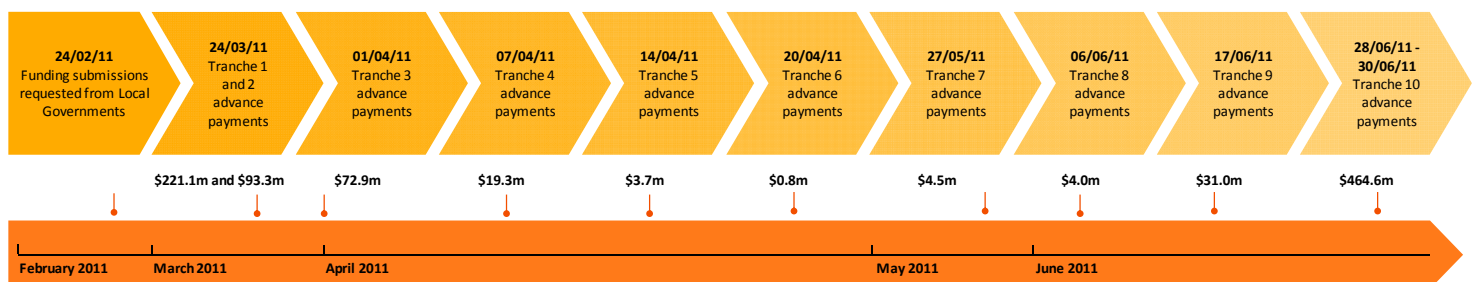 24/02/11
Funding submissions
requested from Local
Governments
24/03/11
Tranche 1
and 2
advance
payments
01/04/11
Tranche 3
advance
payments
07/04/11
Tranche 4
advance
payments
14/04/11
Tranche 5
advance
payments
20/04/11
Tranche 6
advance
payments
27/05/11
Tranche 7
advance
payments
06/06/11
Tranche 8
advance
payments
17/06/11
Tranche 9
advance
payments
28/06/11 -
30/06/11
Tranche 10
advance
payments
$221.1m and $93.3m
$72.9m
$19.3m
$3.7m
$0.8m
$4.5m
$4.0m
$31.0m
$464.6m
February 2011
March 2011
April 2011
May 2011
June 2011